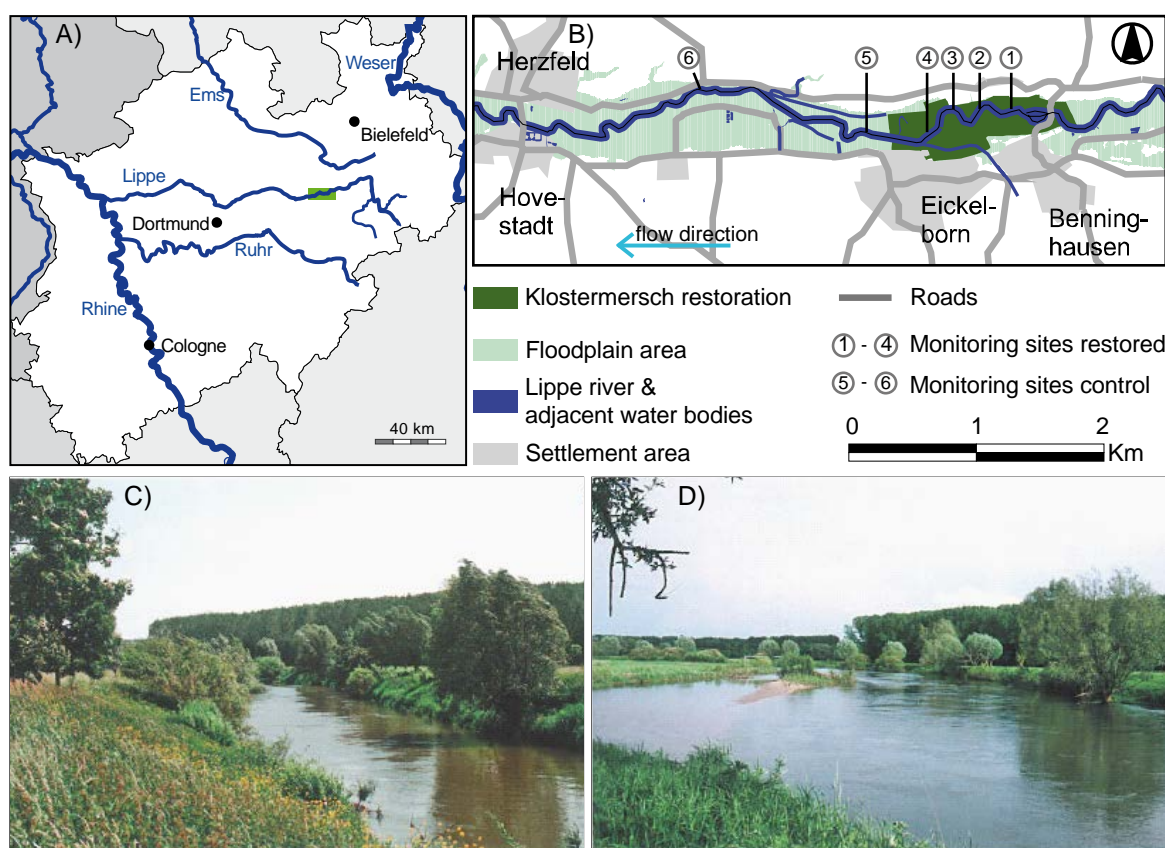 A)
Weser
Ems
Bielefeld
Lippe
Dortmund
Ruhr
Rhine
Cologne
40 km
B)
Herzfeld
6
5
4
3
2
1
Hove-
stadt
flow direction
Eickel-
born
Benning-
hausen
Klostermersch restoration
Floodplain area
Lippe river &
adjacent water bodies
Settlement area
Roads
1 - 4 Monitoring sites restored
5 - 6 Monitoring sites control
0 1 2
Km
C)
D)